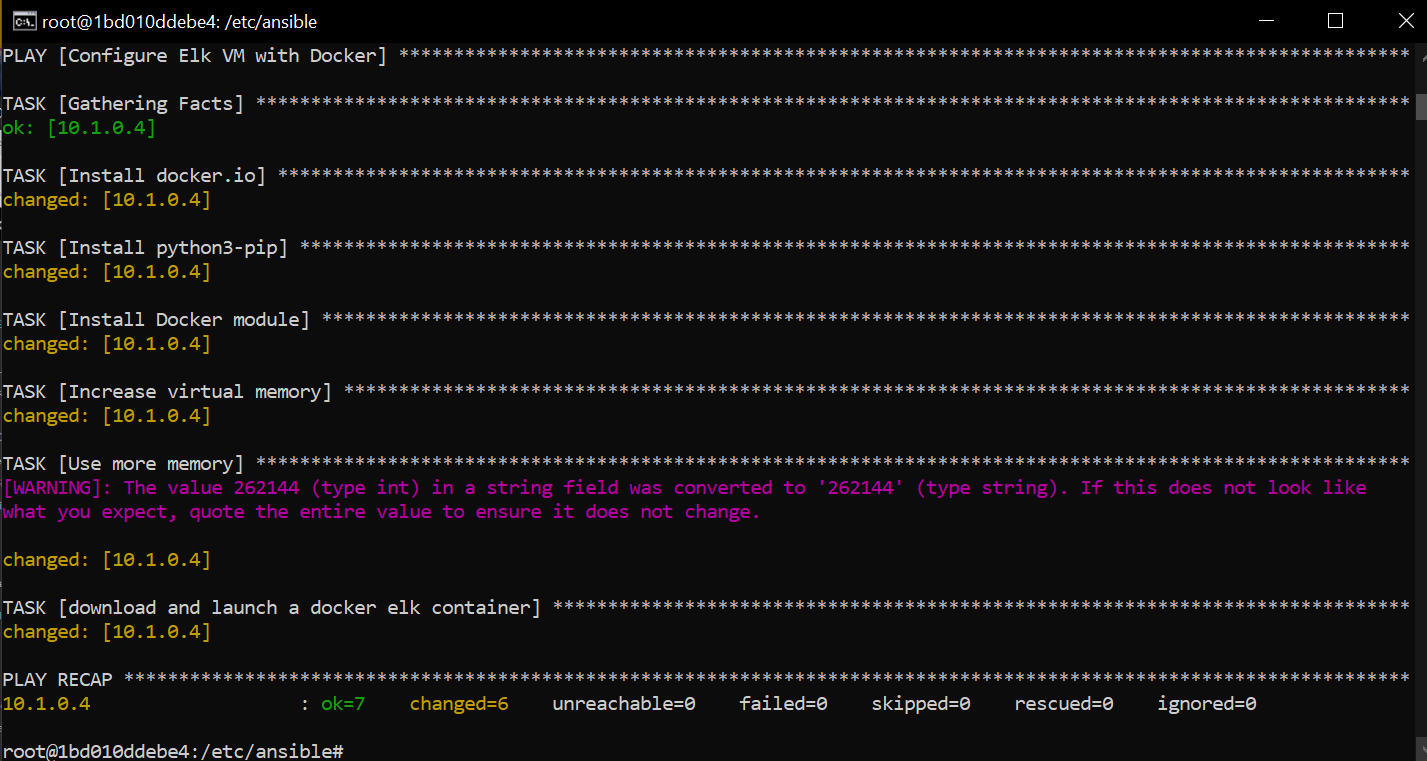 root@1bd010ddebe4: /etc/ansible
PLAY [Configure Elk VM with Docker] ********************************************************************************************
TASK [Gathering Facts] *********************************************************************************************************
ok: [10.1.0.4]
TASK [Install docker.io] *******************************************************************************************************
changed: [10.1.0.4]
TASK [Install python3-pip] *****************************************************************************************************
changed: [10.1.0.4]
TASK [Install Docker module] ***************************************************************************************************
changed: [10.1.0.4]
TASK [Increase virtual memory] *************************************************************************************************
changed: [10.1.0.4]
TASK [Use more memory] *********************************************************************************************************
[WARNING]: The value 262144 (type int) in a string field was converted to '262144' (type string). If this does not look like
what you expect, quote the entire value to ensure it does not change.
changed: [10.1.0.4]
TASK [download and launch a docker elk container] ******************************************************************************
changed: [10.1.0.4]
PLAY RECAP *********************************************************************************************************************
10.1.0.4                   : ok=7    changed=6    unreachable=0    failed=0    skipped=0    rescued=0    ignored=0
root@1bd010ddebe4:/etc/ansible#